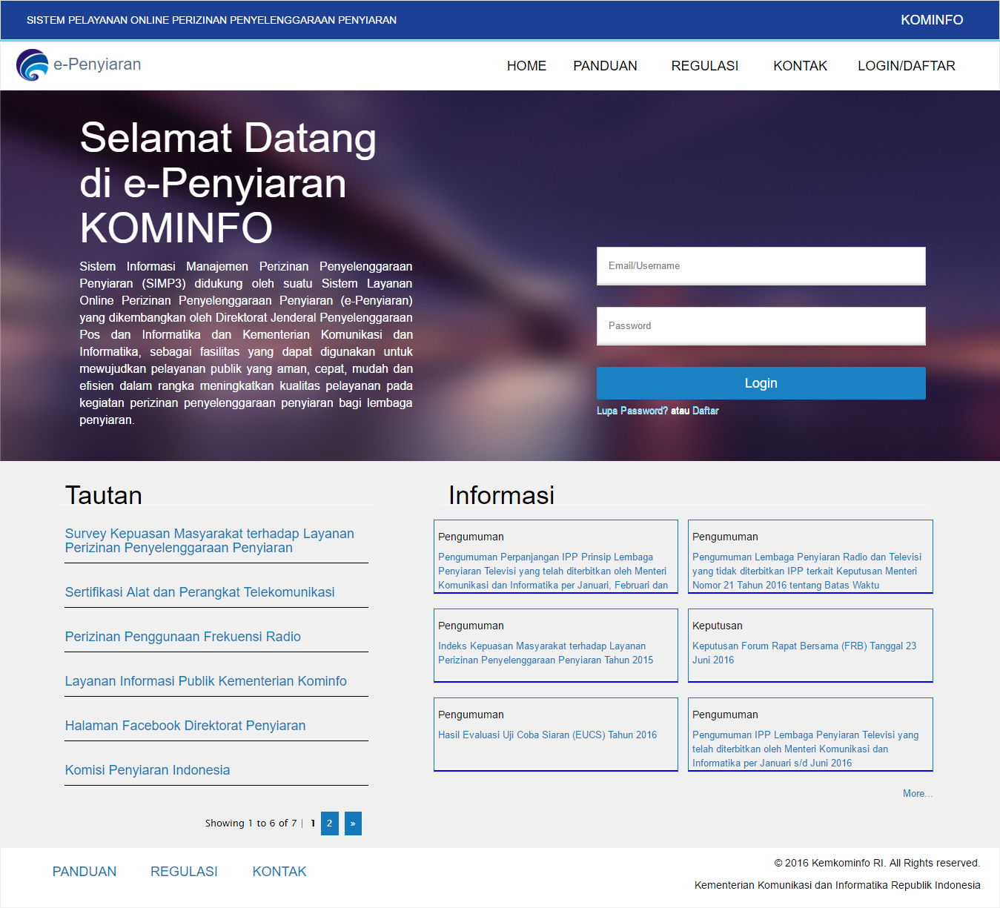 SISTEM PELAYANAN ONLINE PERIZINAN PENYELENGGARAAN PENYIARAN
KOMINFO
e-Penyiaran
HOME
PANDUAN
REGULASI
KONTAK
LOGIN/DAFTAR
Selamat Datang
di e-Penyiaran
KOMINFO
Sistem Informasi Manajemen Perizinan Penyelenggaraan
Penyiaran (SIMP3) didukung oleh suatu Sistem Layanan
Online Perizinan Penyelenggaraan Penyiaran (e-Penyiaran)
yang dikembangkan oleh Direktorat Jenderal Penyelenggaraan
Pos dan Informatika dan Kementerian Komunikasi dan
Informatika, sebagai fasilitas yang dapat digunakan untuk
mewujudkan pelayanan publik yang aman, cepat, mudah dan
efisien dalam rangka meningkatkan kualitas pelayanan pada
kegiatan perizinan penyelenggaraan penyiaran bagi lembaga
penyiaran.
Email/Username
Password
Login
Lupa Password? atau Daftar
Tautan
Survey Kepuasan Masyarakat terhadap Layanan
Perizinan Penyelenggaraan Penyiaran
Sertifikasi Alat dan Perangkat Telekomunikasi
Perizinan Penggunaan Frekuensi Radio
Layanan Informasi Publik Kementerian Kominfo
Halaman Facebook Direktorat Penyiaran
Komisi Penyiaran Indonesia
Showing 1 to 6 of 7 | 1 2 »
Informasi
Pengumuman
Pengumuman Perpanjangan IPP Prinsip Lembaga
Penyiaran Televisi yang telah diterbitkan oleh Menteri
Komunikasi dan Informatika per Januari, Februari dan
Pengumuman
Pengumuman Lembaga Penyiaran Radio dan Televisi
yang tidak diterbitkan IPP terkait Keputusan Menteri
Nomor 21 Tahun 2016 tentang Batas Waktu
Pengumuman
Indeks Kepuasan Masyarakat terhadap Layanan
Perizinan Penyelenggaraan Penyiaran Tahun 2015
Keputusan
Keputusan Forum Rapat Bersama (FRB) Tanggal 23
Juni 2016
Pengumuman
Hasil Evaluasi Uji Coba Siaran (EUCS) Tahun 2016
Pengumuman
Pengumuman IPP Lembaga Penyiaran Televisi yang
telah diterbitkan oleh Menteri Komunikasi dan
Informatika per Januari s/d Juni 2016
More...
PANDUAN
REGULASI
KONTAK
© 2016 Kemkominfo RI. All Rights reserved.
Kementerian Komunikasi dan Informatika Republik Indonesia